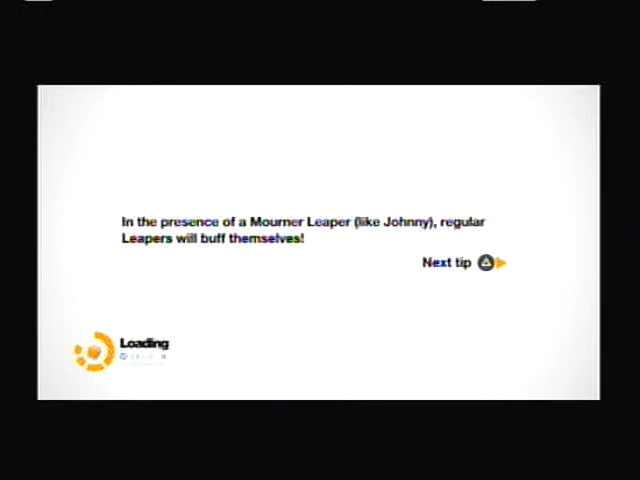 In the presence of a Mourner Leaper (like Johnny), regular
Leapers will buff themselves!
Next tip
Loading